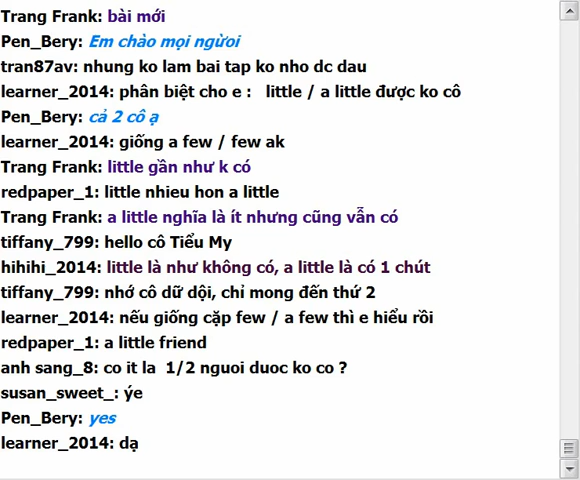 Trang Frank: bài mới
Pen_Bery: Em chào mọi người
tran87av: nhung ko lam bai tap ko nho dc dau
learner_2014: phân biệt cho e : little / a little được ko cô
Pen_Bery: cả 2 cô ạ
learner_2014: giống a few / few ak
Trang Frank: little gần như k có
redpaper_1: little nhieu hon a little
Trang Frank: a little nghĩa là ít nhưng cũng vẫn có
tiffany_799: hello cô Tiểu My
hihihi_2014: little là như không có, a little là có 1 chút
tiffany_799: nhớ cô dữ dội, chỉ mong đến thứ 2
learner_2014: nếu giống cặp few / a few thì e hiểu rồi
redpaper_1: a little friend
anh sang_8: co it la 1/2 nguoi duoc ko co ?
susan_sweet_: ýe
Pen_Bery: yes
learner_2014: dạ